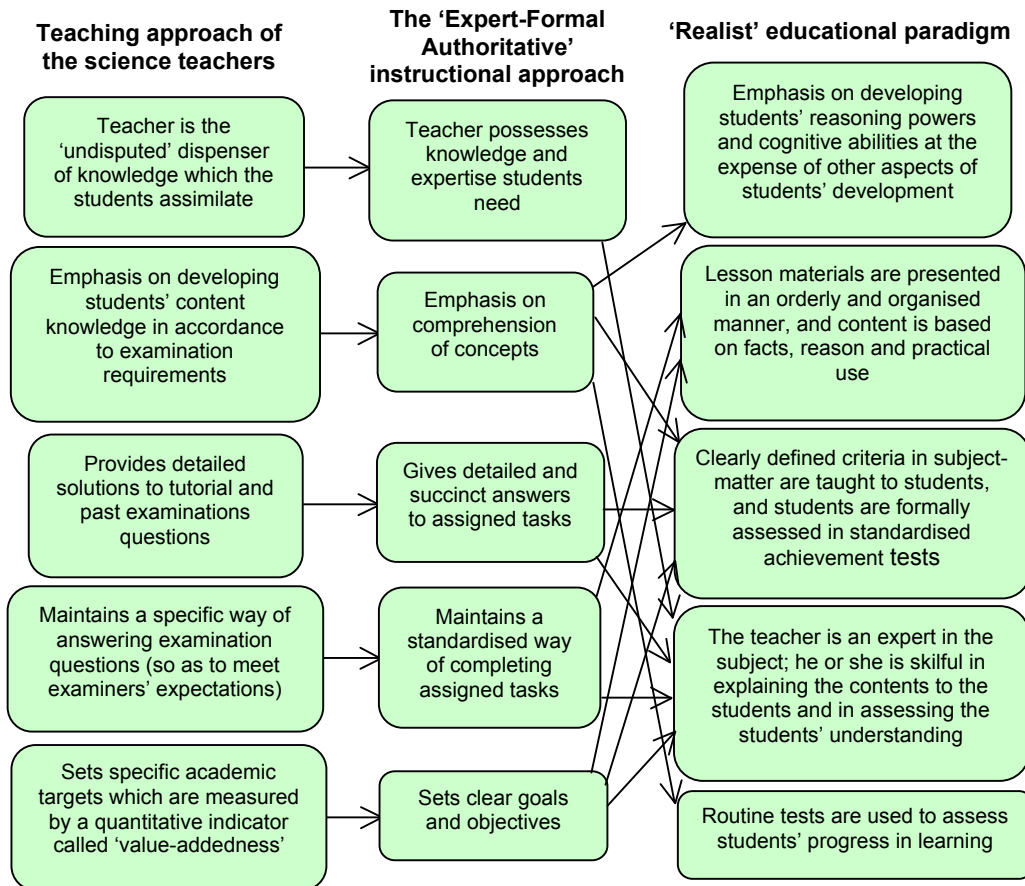 Teaching approach of
the science teachers
Teacher is the
‘undisputed’ dispenser
of knowledge which the
students assimilate
Emphasis on developing
students’ content
knowledge in accordance
to examination
requirements
Provides detailed
solutions to tutorial and
past examinations
questions
Maintains a specific way of
answering examination
questions (so as to meet
examiners’ expectations)
Sets specific academic
targets which are measured
by a quantitative indicator
called ‘value-addedness’
The ‘Expert-Formal
Authoritative’
instructional approach
Teacher possesses
knowledge and
expertise students
need
Emphasis on
comprehension
of concepts
Gives detailed and
succinct answers
to assigned tasks
Maintains a
standardised way
of completing
assigned tasks
Sets clear goals
and objectives
‘Realist’ educational paradigm
Emphasis on developing
students’ reasoning powers
and cognitive abilities at the
expense of other aspects of
students’ development
Lesson materials are presented
in an orderly and organised
manner, and content is based
on facts, reason and practical
use
Clearly defined criteria in subject-
matter are taught to students,
and students are formally
assessed in standardised
achievement tests
The teacher is an expert in the
subject; he or she is skilful in
explaining the contents to the
students and in assessing the
students’ understanding
Routine tests are used to assess
students’ progress in learning